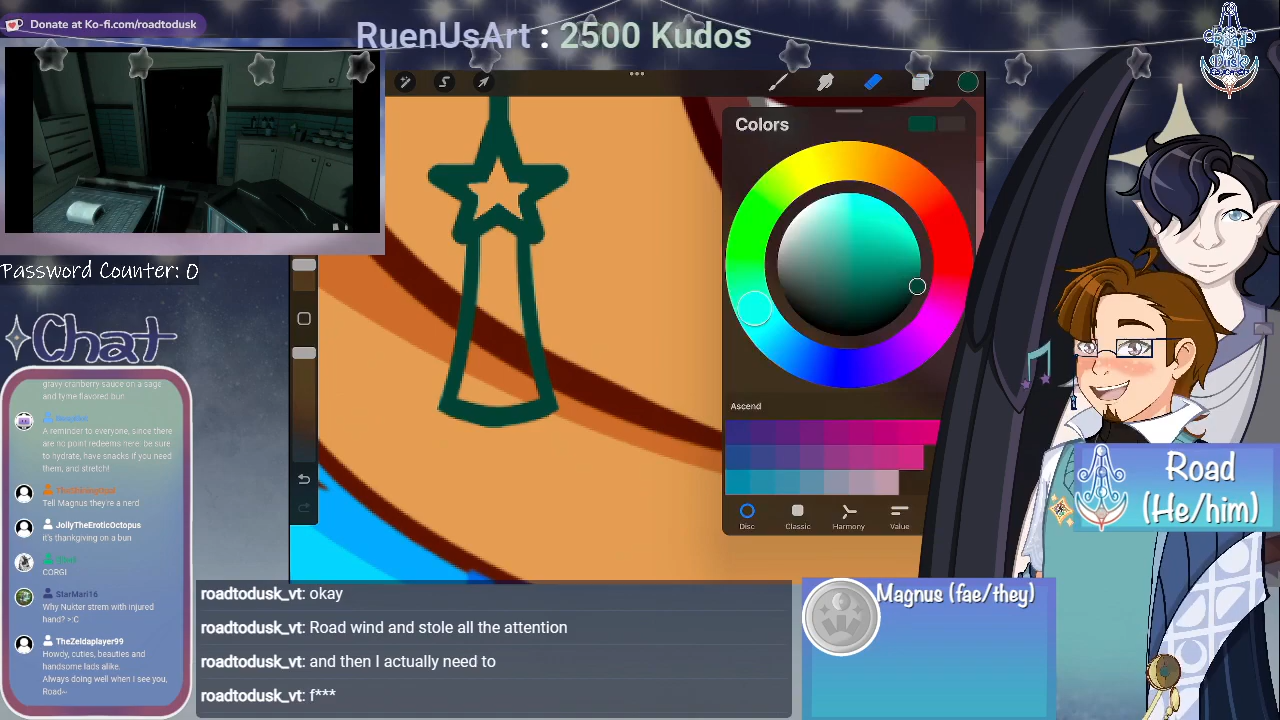 Donate at Ko-fi.com/roadtodusk
RuenUsArt : 2500 Kudos
Road
Dusk
Colors
Password Counter: 0
Chat
gravy cranberry sauce on a sage
and tyme flavored bun
A reminder to everyone, since there
are no point redeems here: be sure
to hydrate, have snacks if you need
them, and stretch!
Tell Magnus they're a nerd
JollyTheEroticOctopus
it's thankgiving on a bun
CORGI
StarMari16
Why Nukter strem with injured
hand? >:C
TheZeldaplayer99
Howdy, cuties, beauties and
handsome lads alike.
Always doing well when I see you,
Road~
Ascend
Disc
Classic
Harmony
Value
roadtodusk_vt: okay
roadtodusk_vt: Road wind and stole all the attention
roadtodusk_vt: and then I actually need to
roadtodusk_vt: f***
Road
(He/him)
Magnus (fae/they)